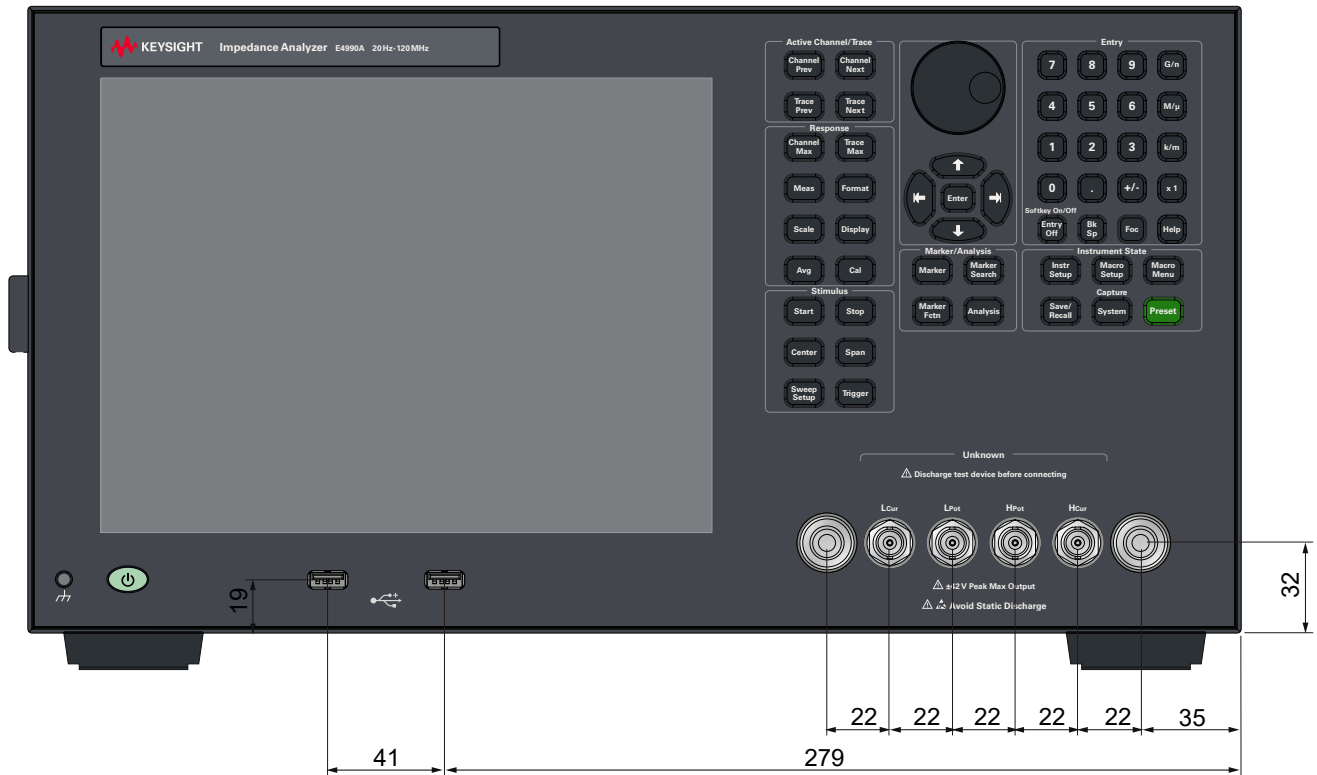 KEYSIGHT Impedance Analyzer E4990A 20 Hz-120 MHz
Active Channel/Trace
Channel Prev
Channel Next
Trace Prev
Trace Next
Response
Channel Max
Trace Max
Meas
Format
Scale
Display
Avg
Cal
Stimulus
Start
Stop
Center
Span
Sweep Setup
Trigger
Enter
Marker/Analysis
Marker
Marker Search
Marker Fctn
Analysis
Entry
7
8
9
G/n
4
5
6
M/µ
1
2
3
k/m
0
.
+/-
x 1
Softkey On/Off
Entry Off
Bk Sp
Foc
Help
Instrument State
Instr Setup
Macro Setup
Macro Menu
Capture
Save/ Recall
System
Preset
Unknown
Discharge test device before connecting
LCur
LPot
HPot
HCur
±42 V Peak Max Output
Avoid Static Discharge
19
32
22
22
22
22
22
35
41
279